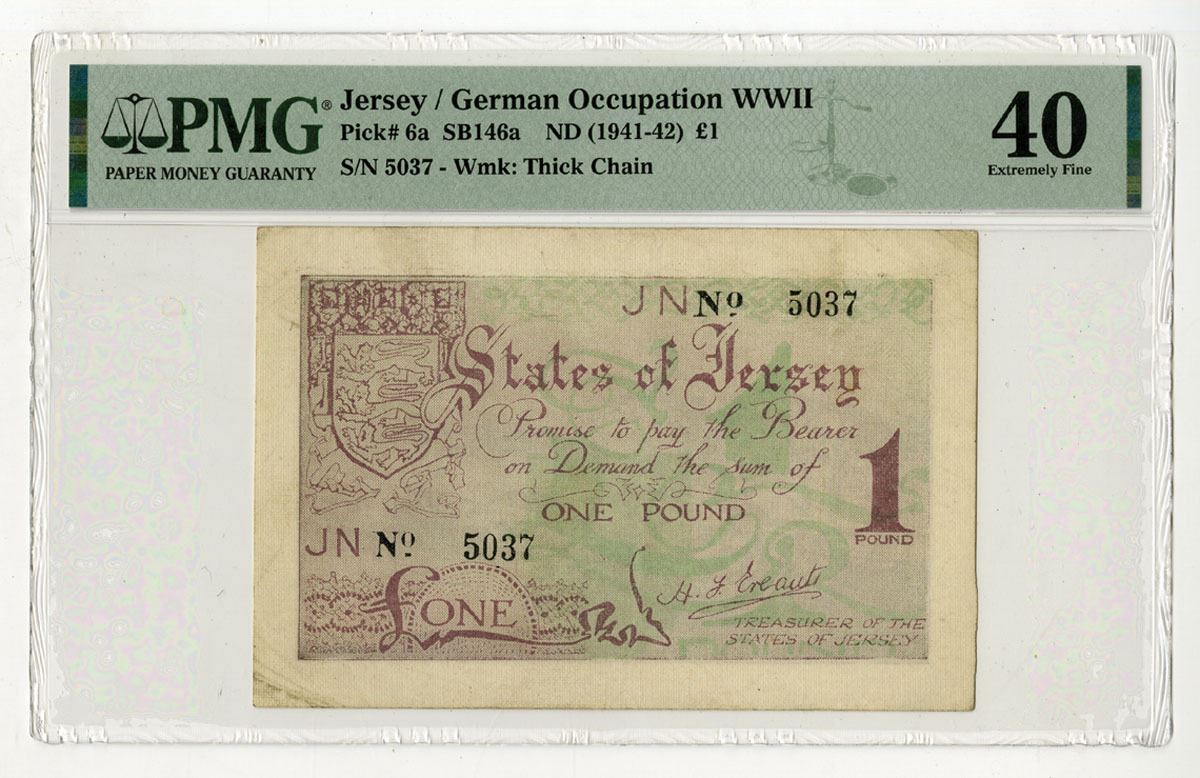 PMG®
PAPER MONEY GUARANTY
Jersey / German Occupation WWII
Pick# 6a SB146a ND (1941-42) £1
S/N 5037 - Wmk: Thick Chain
40
Extremely Fine
JN No 5037
States of Jersey
Promise to pay the Bearer
on Demand the sum of
ONE POUND
1
POUND
JN No 5037
£ONE
H. F. Ereaut
TREASURER OF THE
STATES OF JERSEY